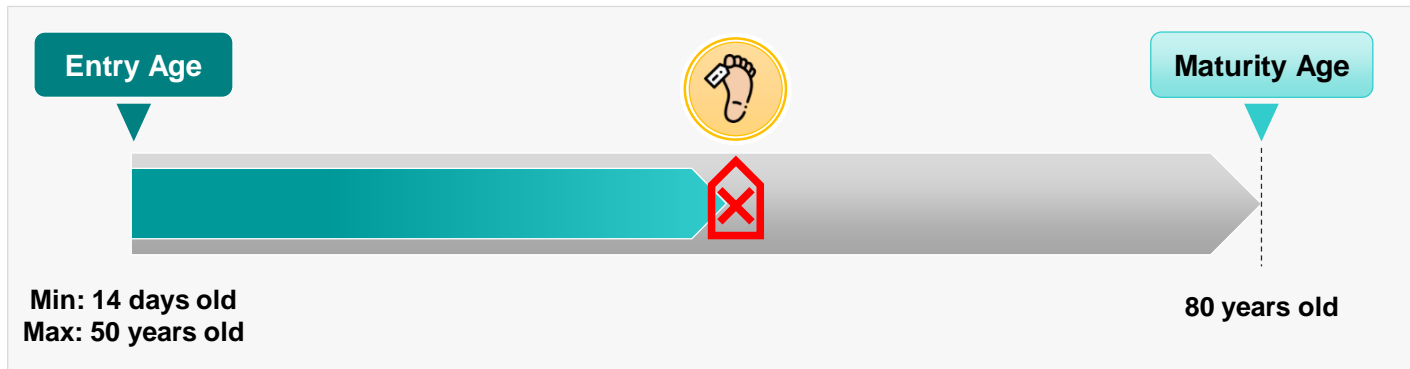 Entry Age
Maturity Age
Min: 14 days old
Max: 50 years old
80 years old